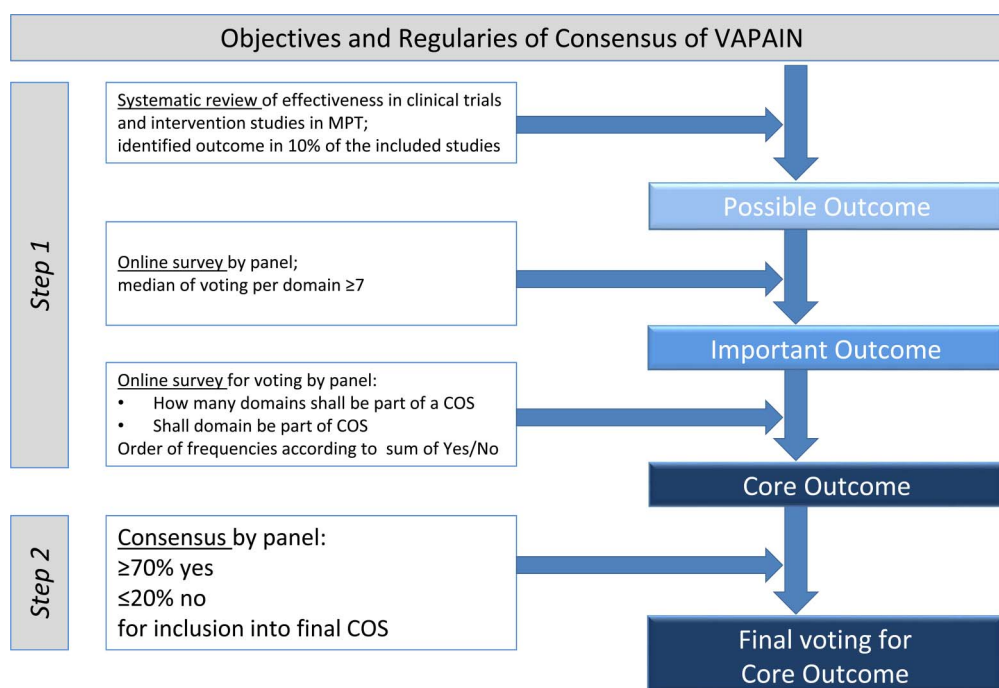 Objectives and Regularies of Consensus of VAPAIN
Step 1
Systematic review of effectiveness in clinical trials
and intervention studies in MPT;
identified outcome in 10% of the included studies
Possible Outcome
Online survey by panel;
median of voting per domain ≥7
Important Outcome
Online survey for voting by panel:
• How many domains shall be part of a COS
• Shall domain be part of COS
Order of frequencies according to sum of Yes/No
Core Outcome
Step 2
Consensus by panel:
≥70% yes
≤20% no
for inclusion into final COS
Final voting for
Core Outcome